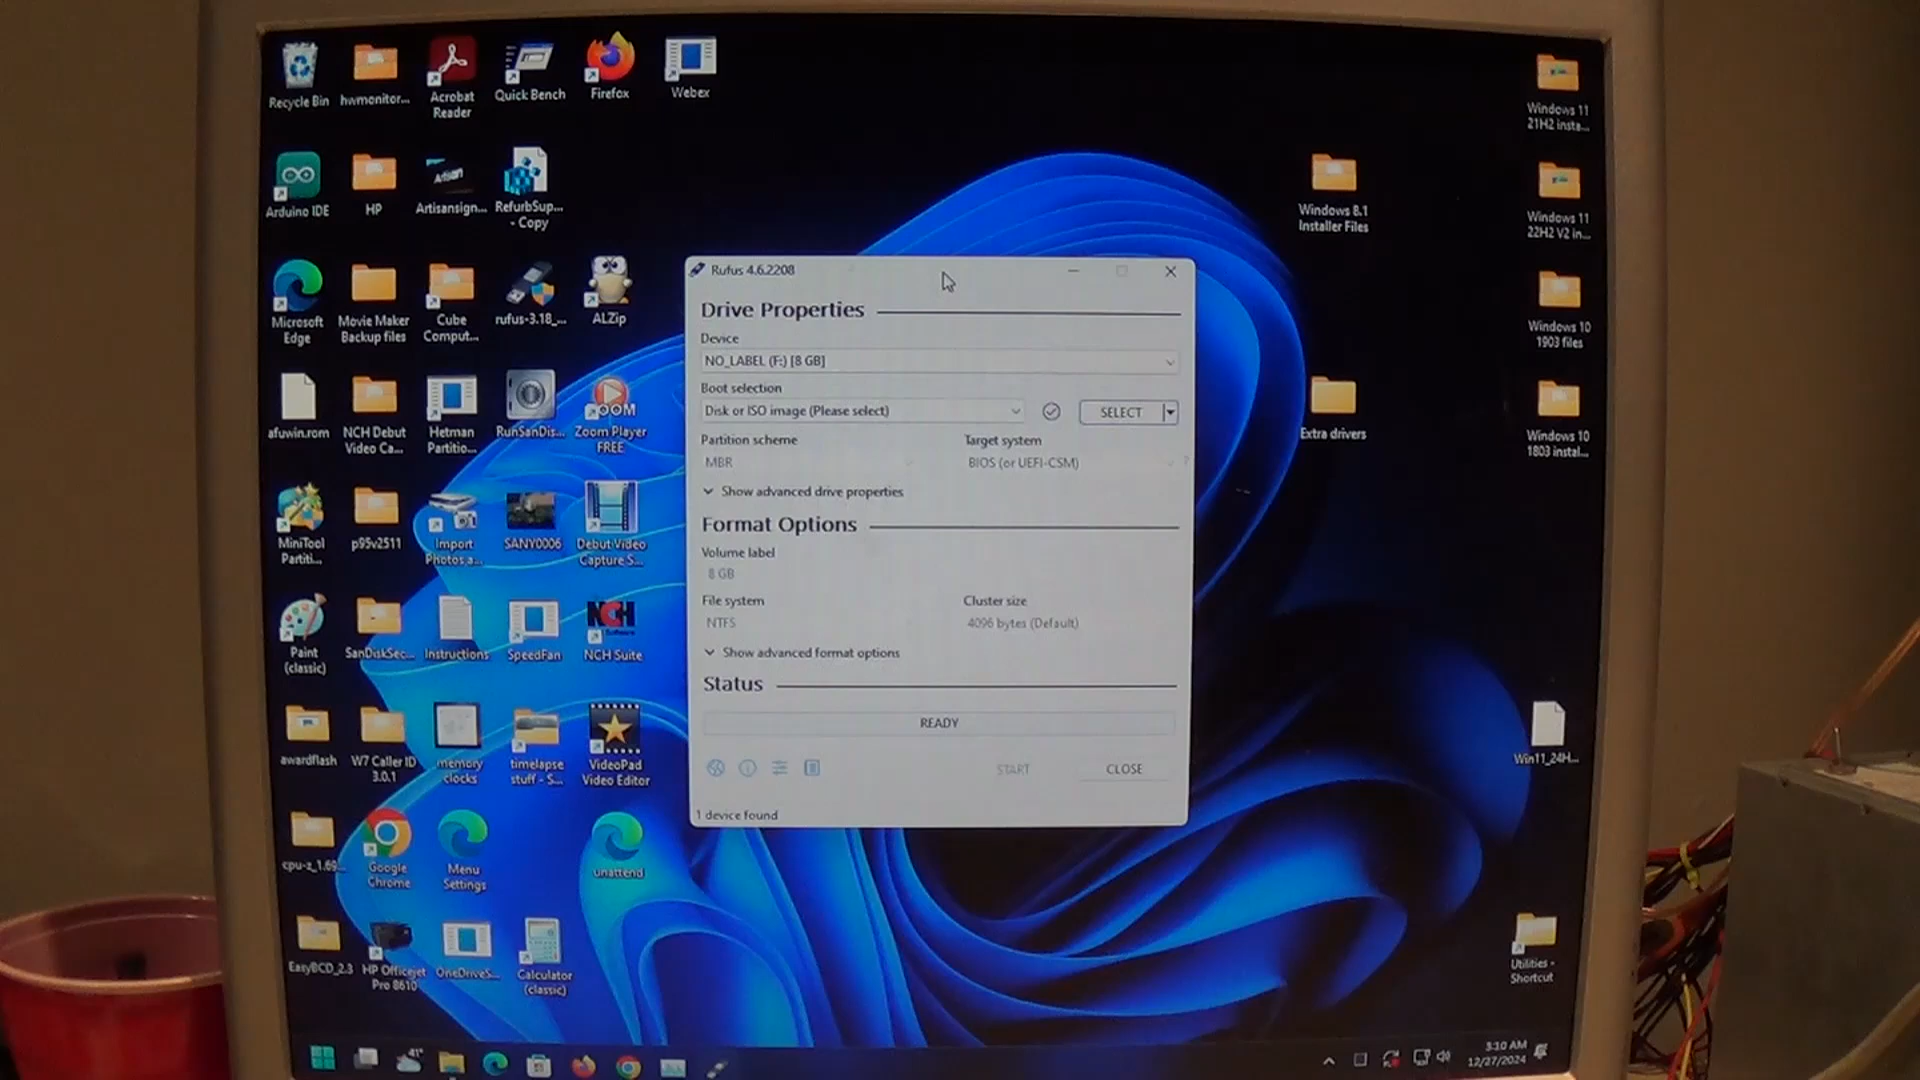 Recycle Bin
hwmonitor...
Acrobat
Reader
Quick Bench
Firefox
Webex
Windows 11
21H2 insta...
Arduino IDE
HP
Artisansign...
RefurbSup...
- Copy
Windows 8.1
Installer Files
Windows 11
22H2 V2 in...
Microsoft
Edge
Movie Maker
Backup files
Cube
Comput...
rufus-3.18_...
ALZip
Windows 10
1903 files
afuwin.rom
NCH Debut
Video Ca...
Hetman
Partitio...
RunSanDis...
Zoom Player
FREE
Extra drivers
Windows 10
1803 instal...
MiniTool
Partiti...
p95v2511
Import
Photos a...
SANY0006
Debut Video
Capture S...
Paint
(classic)
SanDiskSec...
Instructions
SpeedFan
NCH
NCH Suite
awardflash
W7 Caller ID
3.0.1
memory
clocks
timelapse
stuff - S...
VideoPad
Video Editor
Win11_24H...
cpu-z_1.69...
Google
Chrome
Menu
Settings
unattend
EasyBCD_2.3
HP Officejet
Pro 8610
OneDriveS...
Calculator
(classic)
Utilities -
Shortcut
Rufus 4.6.2208
Drive Properties
Device
NO_LABEL (F:) [8 GB]
Boot selection
Disk or ISO image (Please select)
SELECT
Partition scheme
Target system
MBR
BIOS (or UEFI-CSM)
?
Show advanced drive properties
Format Options
Volume label
8 GB
File system
Cluster size
NTFS
4096 bytes (Default)
Show advanced format options
Status
READY
START
CLOSE
1 device found
41°
3:10 AM
12/27/2024